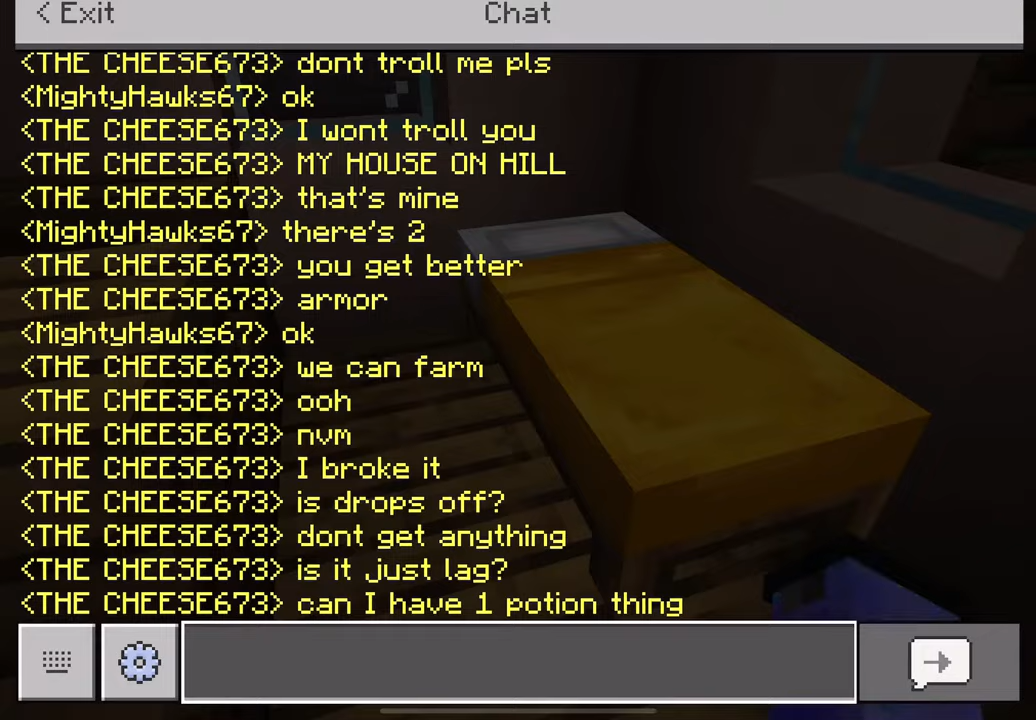 < Exit
Chat
<THE CHEESE673> dont troll me pls
<MightyHawks67> ok
<THE CHEESE673> I wont troll you
<THE CHEESE673> MY HOUSE ON HILL
<THE CHEESE673> that's mine
<MightyHawks67> there's 2
<THE CHEESE673> you get better
<THE CHEESE673> armor
<MightyHawks67> ok
<THE CHEESE673> we can farm
<THE CHEESE673> ooh
<THE CHEESE673> nvm
<THE CHEESE673> I broke it
<THE CHEESE673> is drops off?
<THE CHEESE673> dont get anything
<THE CHEESE673> is it just lag?
<THE CHEESE673> can I have 1 potion thing